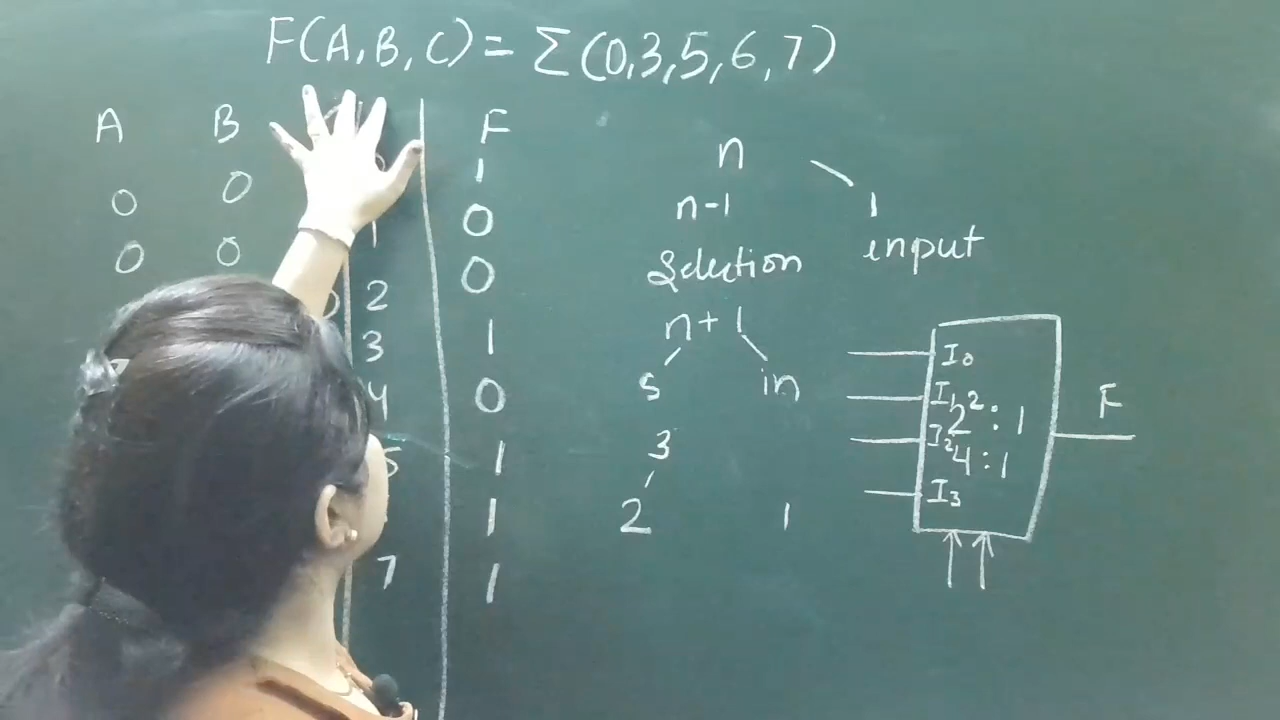 F(A,B,C) = Σ(0,3,5,6,7)
A B F
0 0 1
0 0 1 0
2 0
3 1
4 0
5 1
1
7 1
n
n-1 1
Selection input
n+1
s in
3
2 1
I0
I1 2²:1 F
I2 4:1
I3